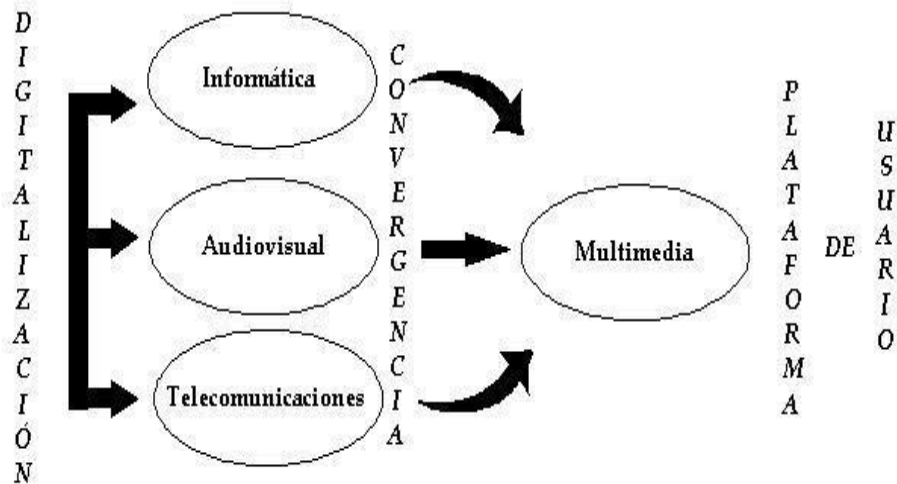 DIGITALIZACIÓN
Informática
Audiovisual
Telecomunicaciones
CONVERGENCIA
Multimedia
PLATAFORMA
DE
USUARIO